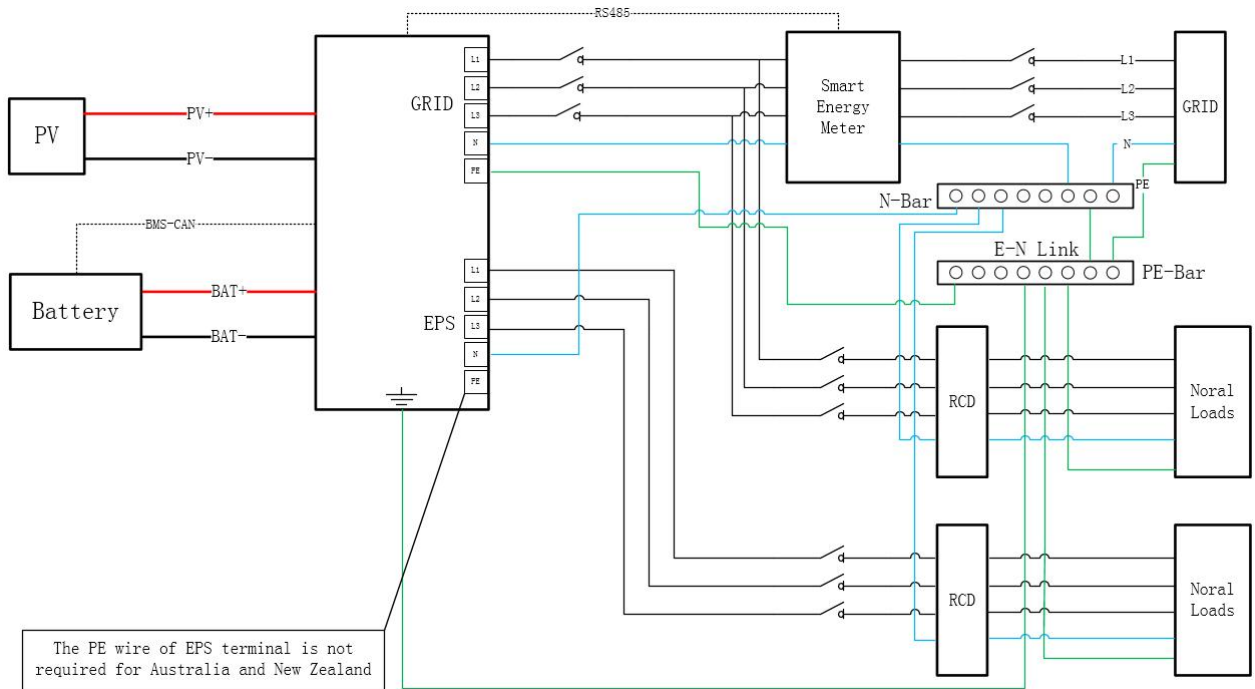 RS485
L1
L2
GRID
L3
N
PE
Smart
Energy
Meter
L1
L2
L3
N
GRID
PV
PV+
PV-
PE
N-Bar
BMS-CAN
E-N Link
PE-Bar
Battery
BAT+
BAT-
L1
L2
EPS
L3
N
PE
RCD
Noral
Loads
RCD
Noral
Loads
The PE wire of EPS terminal is not
required for Australia and New Zealand